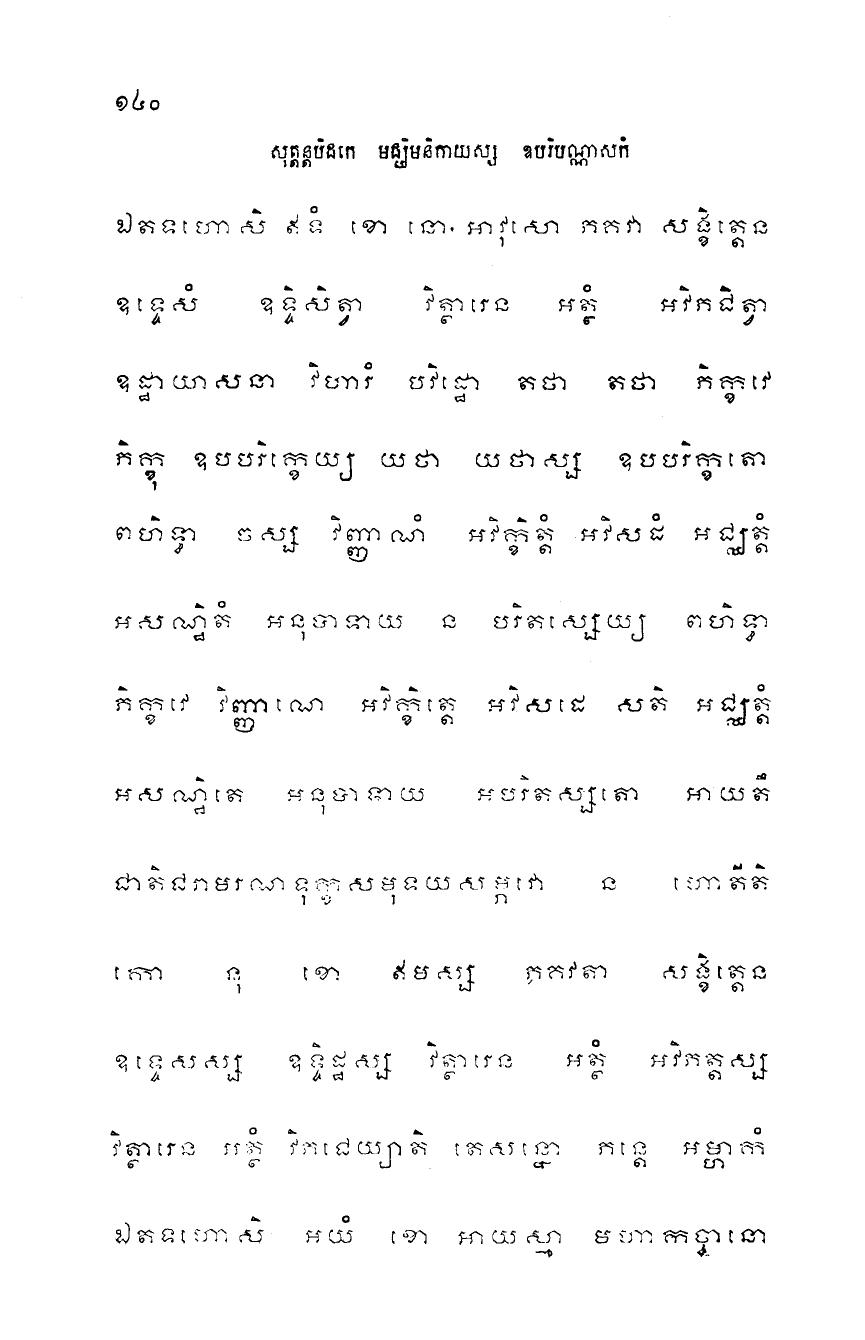 ១៤០
សុត្តន្តបិដកេ មជ្ឈិមនិកាយស្ស ឧបរិបណ្ណាសកំ
ឯតទហោសិ ឥទំ ខោ នោ អាវុសោ ភគវា សង្ខិត្តេន
ឧទ្ទេសំ ឧទ្ទិសិត្វា វិត្ថារេន អត្ថំ អវិភជិត្វា
ឧដ្ឋាយាសនា វិហារំ បវិដ្ឋោ តថា តថា ភិក្ខវេ
ភិក្ខុ ឧបបរិក្ខេយ្យ យថា យថាស្ស ឧបបរិក្ខតោ
ពហិទ្ធា ចស្ស វិញ្ញាណំ អវិក្ខិត្តំ អវិសដំ អជ្ឈត្តំ
អសណ្ឋិតំ អនុបាទាយ ន បរិតស្សេយ្យ ពហិទ្ធា
ភិក្ខវេ វិញ្ញាណេ អវិក្ខិត្តេ អវិសដេ សតិ អជ្ឈត្តំ
អសណ្ឋិតេ អនុបាទាយ អបរិតស្សតោ អាយតឹ
ជាតិជរាមរណទុក្ខសមុទយសម្ភវោ ន ហោតីតិ
កោ នុ ខោ ឥមស្ស ភគវតា សង្ខិត្តេន
ឧទ្ទេសស្ស ឧទ្ទិដ្ឋស្ស វិត្ថារេន អត្ថំ អវិភត្តស្ស
វិត្ថារេន អត្ថំ វិភជេយ្យាតិ តេសន្នោ ភន្តេ អម្ហាកំ
ឯតទហោសិ អយំ ខោ អាយស្មា មហាកច្ចានោ